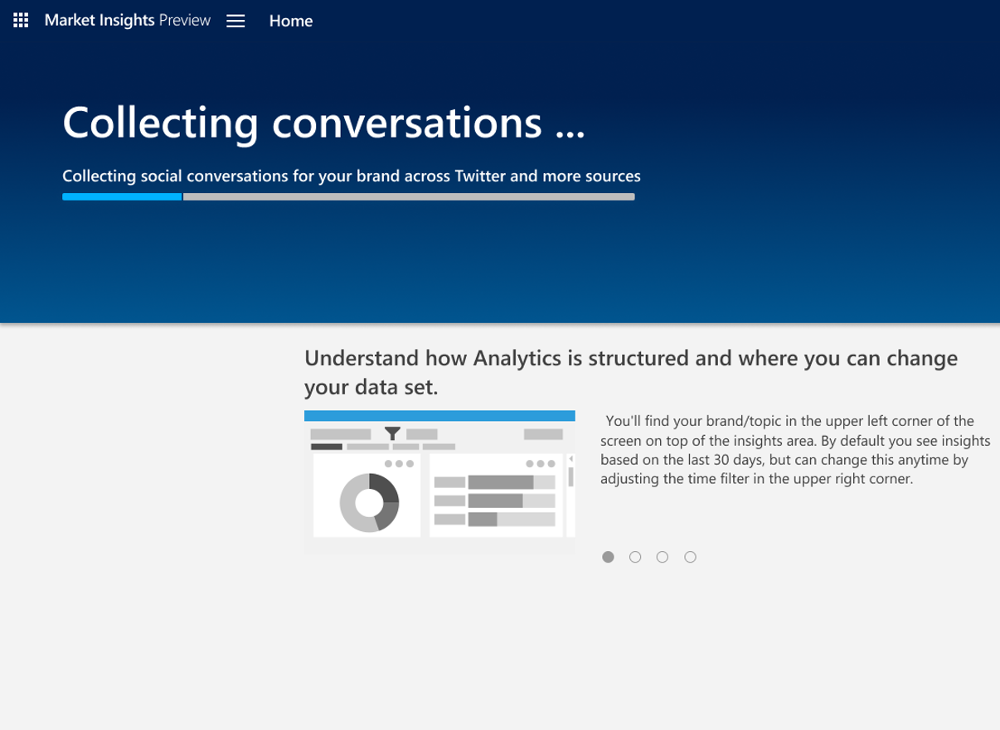 Market Insights Preview Home
Collecting conversations ...
Collecting social conversations for your brand across Twitter and more sources
Understand how Analytics is structured and where you can change
your data set.
You'll find your brand/topic in the upper left corner of the
screen on top of the insights area. By default you see insights
based on the last 30 days, but can change this anytime by
adjusting the time filter in the upper right corner.